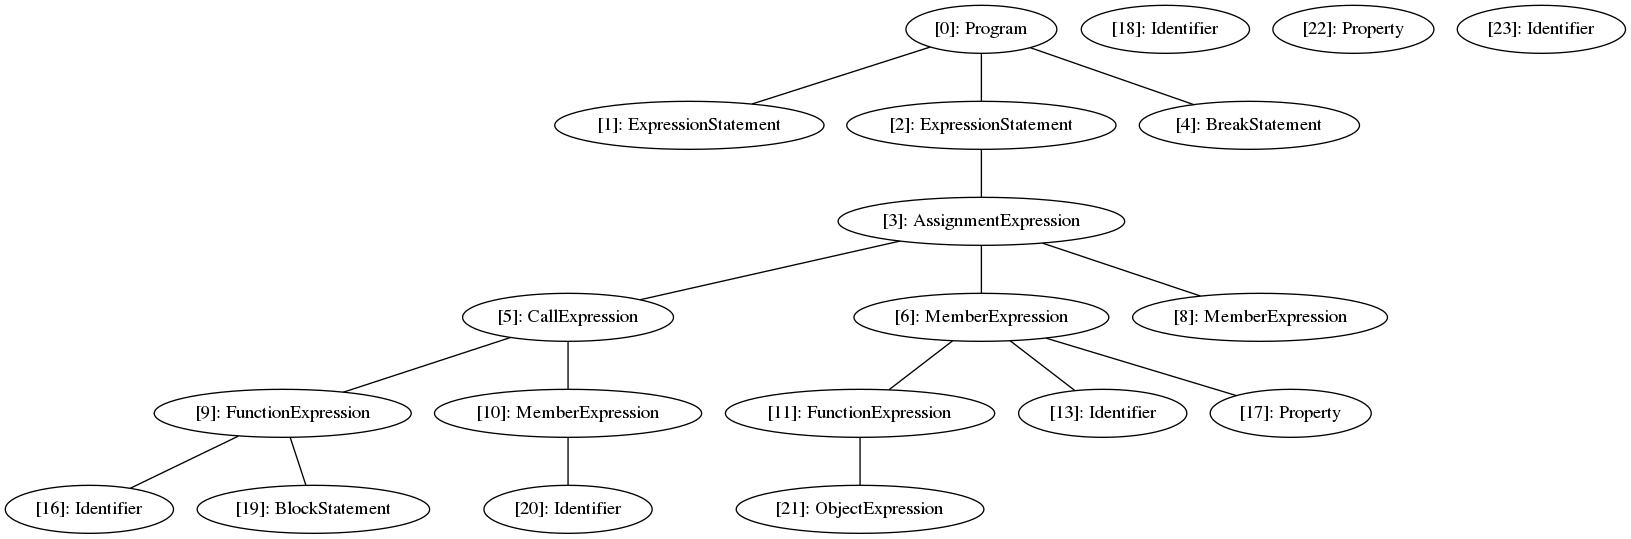 [0]: Program
[18]: Identifier
[22]: Property
[23]: Identifier
[1]: ExpressionStatement
[2]: ExpressionStatement
[4]: BreakStatement
[3]: AssignmentExpression
[5]: CallExpression
[6]: MemberExpression
[8]: MemberExpression
[9]: FunctionExpression
[10]: MemberExpression
[11]: FunctionExpression
[13]: Identifier
[17]: Property
[16]: Identifier
[19]: BlockStatement
[20]: Identifier
[21]: ObjectExpression